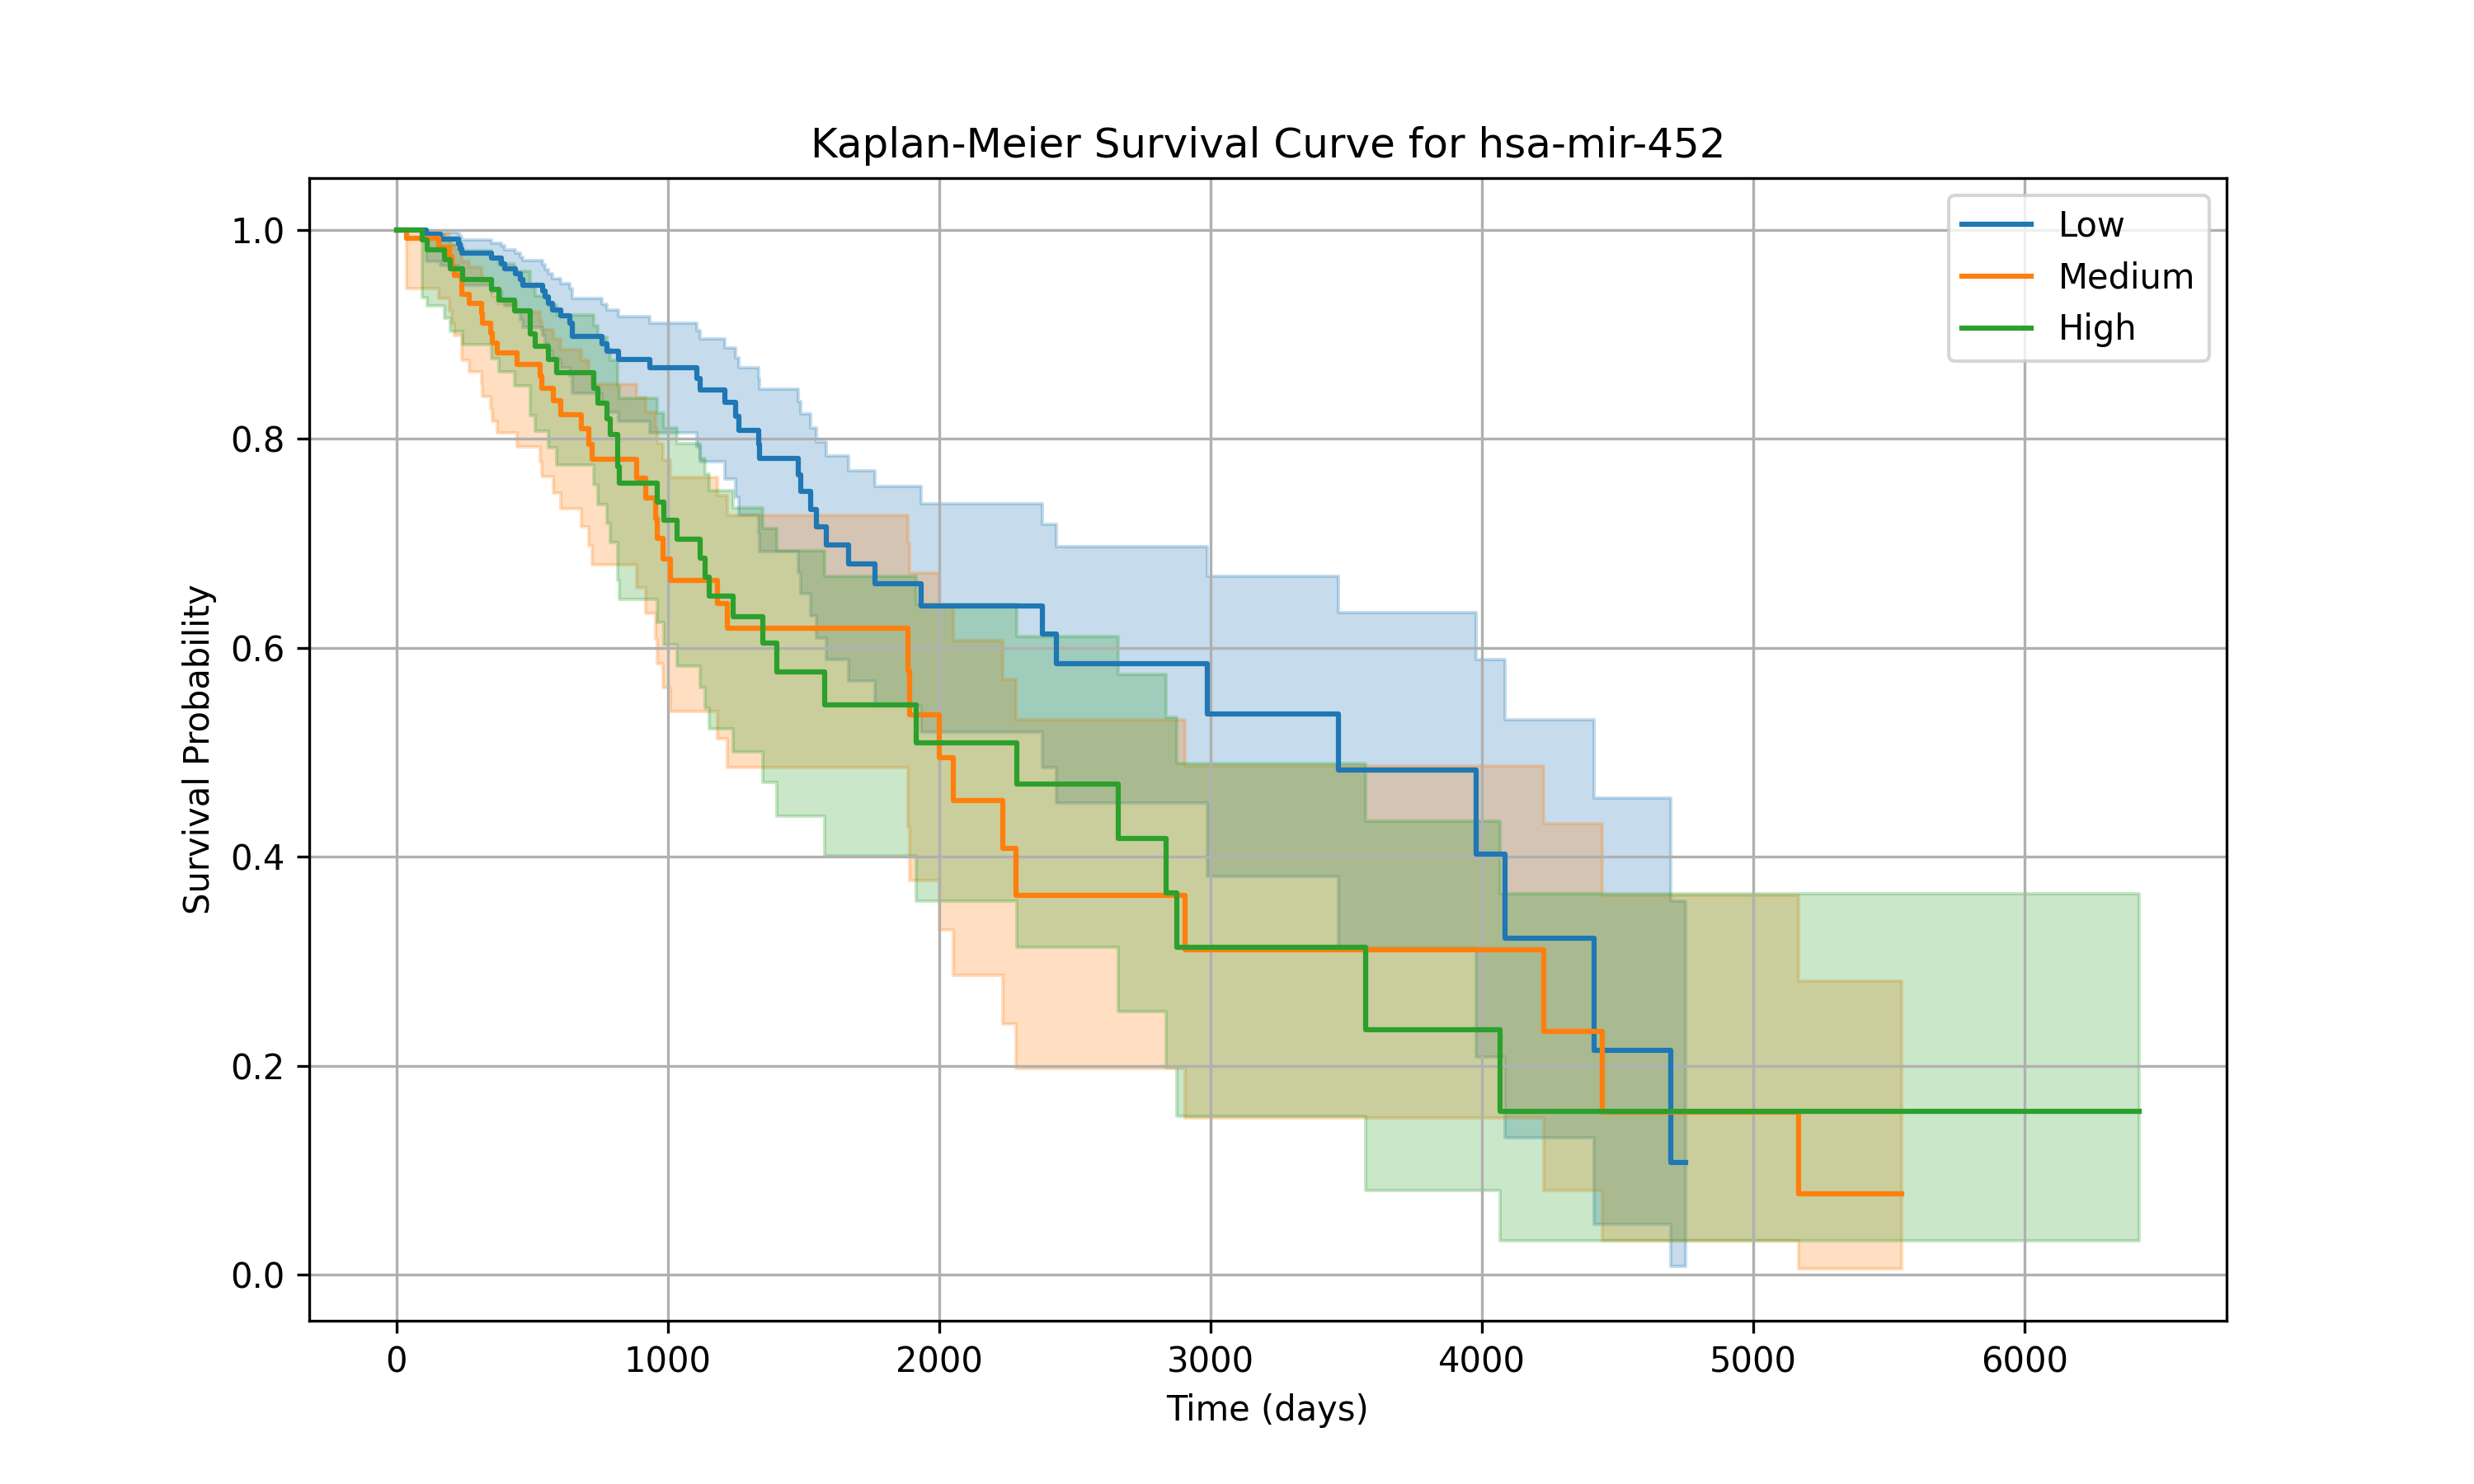 Kaplan-Meier Survival Curve for hsa-mir-452
Low
Medium
High
Survival Probability
1.0
0.8
0.6
0.4
0.2
0.0
0 1000 2000 3000 4000 5000 6000
Time (days)